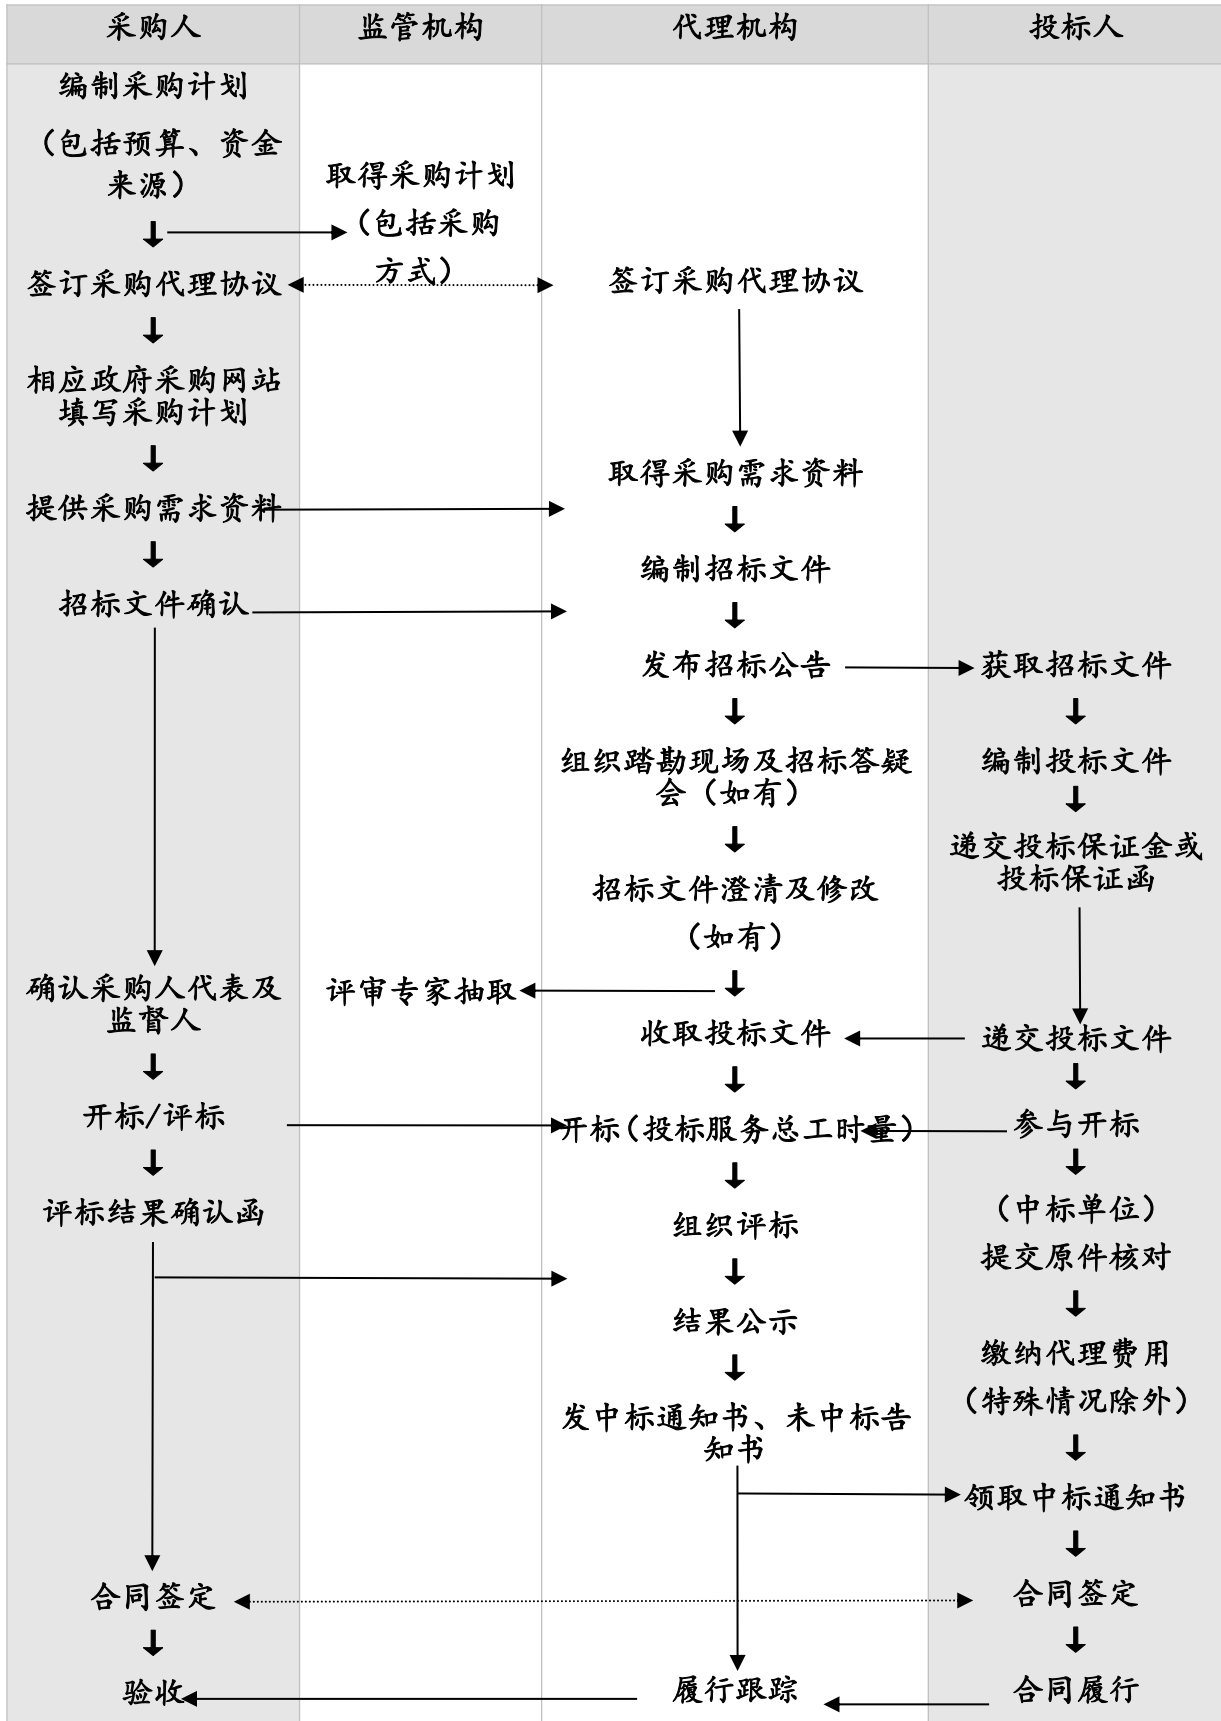 采购人
监管机构
代理机构
投标人
编制采购计划
（包括预算、资金
来源）
签订采购代理协议
相应政府采购网站
填写采购计划
提供采购需求资料
招标文件确认
确认采购人代表及
监督人
开标/评标
评标结果确认函
合同签定
验收
取得采购计划
（包括采购
方式）
评审专家抽取
签订采购代理协议
取得采购需求资料
编制招标文件
发布招标公告
组织踏勘现场及招标答疑
会（如有）
招标文件澄清及修改
（如有）
收取投标文件
开标（投标服务总工时量）
组织评标
结果公示
发中标通知书、未中标告
知书
履行跟踪
获取招标文件
编制投标文件
递交投标保证金或
投标保证函
递交投标文件
参与开标
（中标单位）
提交原件核对
缴纳代理费用
（特殊情况除外）
领取中标通知书
合同签定
合同履行